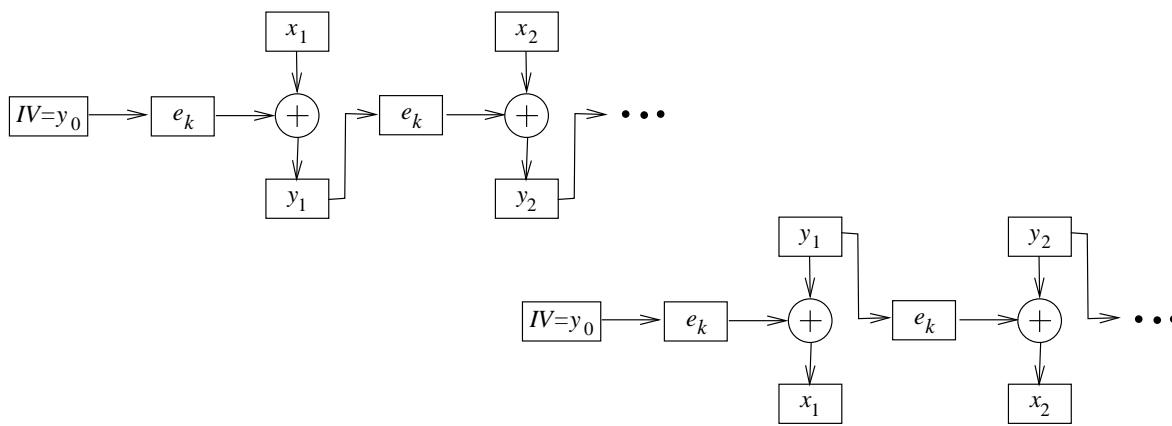 x1 x2
IV=y0 ek + ek + •••
y1 y2
y1 y2
IV=y0 ek + ek + •••
x1 x2